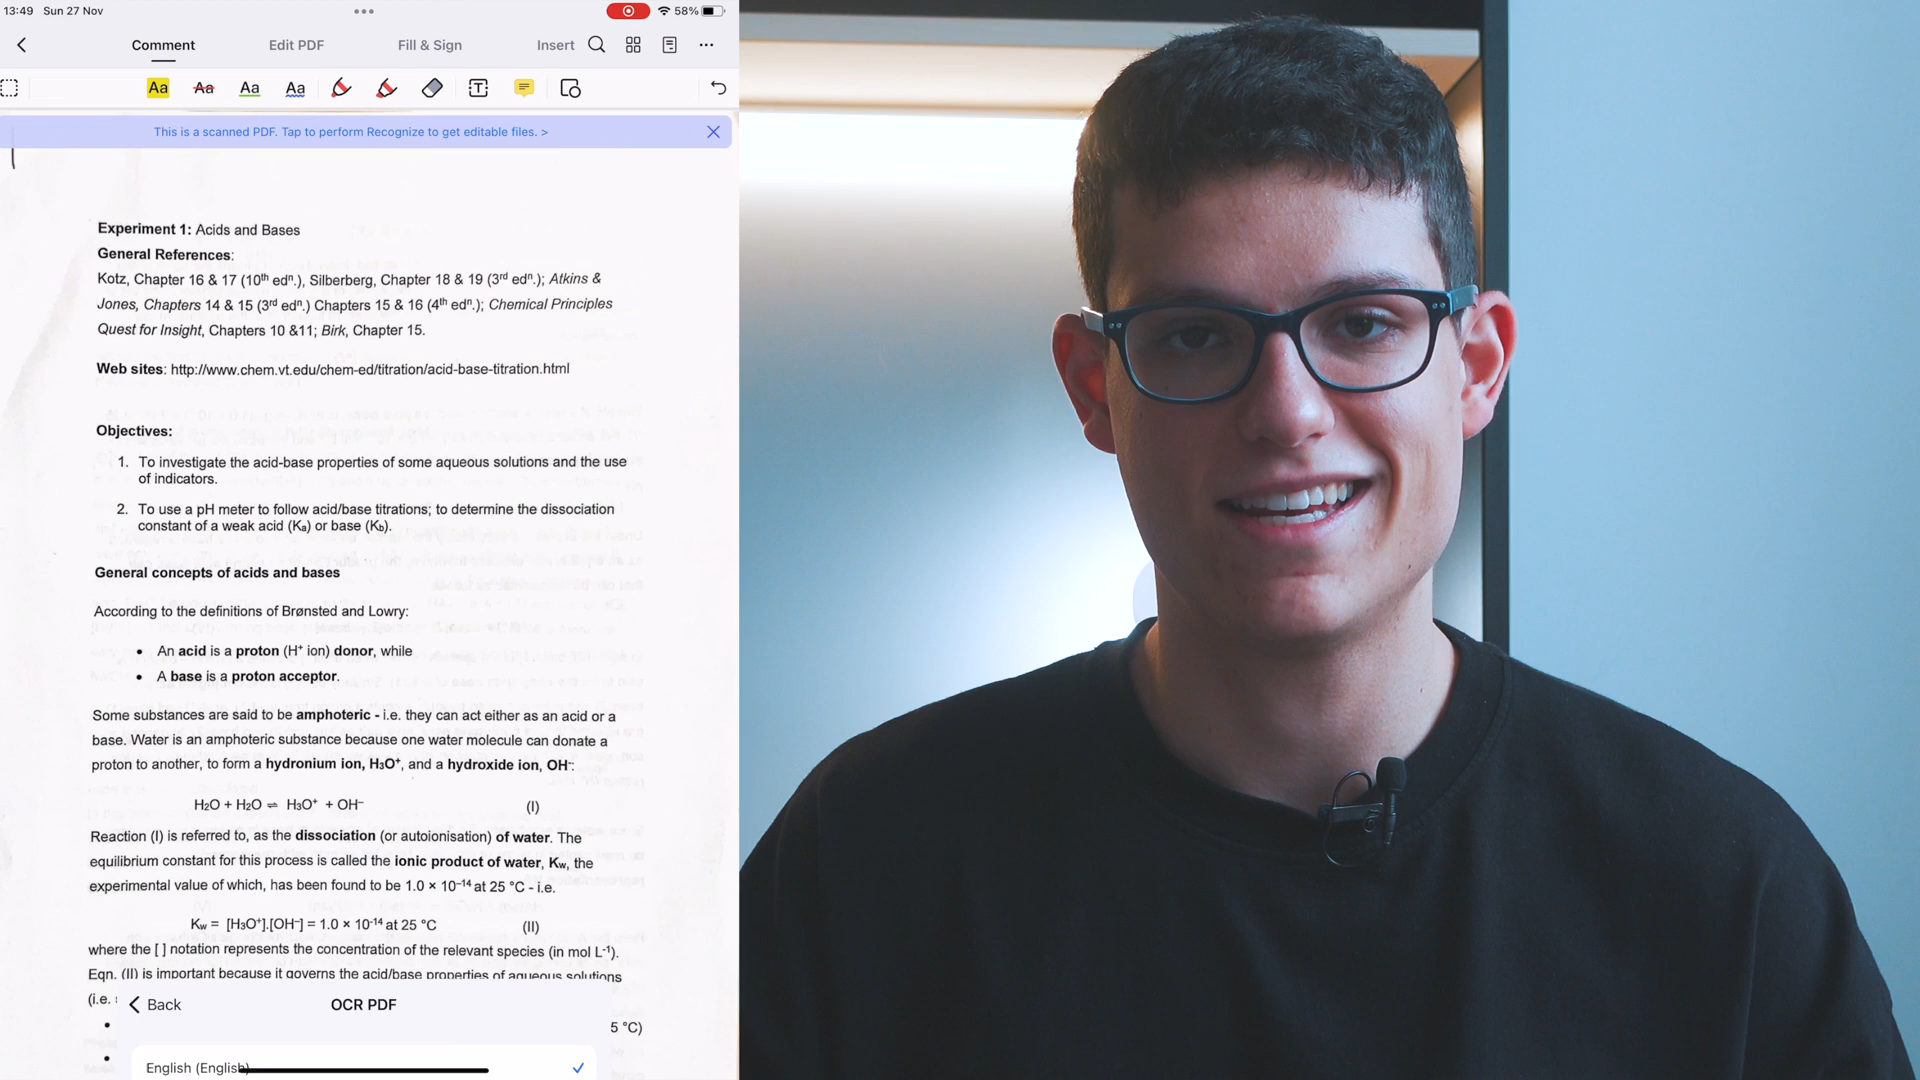 13:49 Sun 27 Nov 58%
Comment Edit PDF Fill & Sign Insert
Aa Aa Aa Aa T
This is a scanned PDF. Tap to perform Recognize to get editable files. >
Experiment 1: Acids and Bases
General References:
Kotz, Chapter 16 & 17 (10th edn.), Silberberg, Chapter 18 & 19 (3rd edn.); Atkins &
Jones, Chapters 14 & 15 (3rd edn.) Chapters 15 & 16 (4th edn.); Chemical Principles
Quest for Insight, Chapters 10 &11; Birk, Chapter 15.
Web sites: http://www.chem.vt.edu/chem-ed/titration/acid-base-titration.html
Objectives:
1. To investigate the acid-base properties of some aqueous solutions and the use
of indicators.
2. To use a pH meter to follow acid/base titrations; to determine the dissociation
constant of a weak acid (Ka) or base (Kb).
General concepts of acids and bases
According to the definitions of Brønsted and Lowry:
• An acid is a proton (H⁺ ion) donor, while
• A base is a proton acceptor.
Some substances are said to be amphoteric - i.e. they can act either as an acid or a
base. Water is an amphoteric substance because one water molecule can donate a
proton to another, to form a hydronium ion, H₃O⁺, and a hydroxide ion, OH⁻:
H₂O + H₂O ⇌ H₃O⁺ + OH⁻ (I)
Reaction (I) is referred to, as the dissociation (or autoionisation) of water. The
equilibrium constant for this process is called the ionic product of water, Kw, the
experimental value of which, has been found to be 1.0 × 10⁻¹⁴ at 25 °C - i.e.
Kw = [H₃O⁺].[OH⁻] = 1.0 × 10⁻¹⁴ at 25 °C (II)
where the [ ] notation represents the concentration of the relevant species (in mol L⁻¹).
Eqn. (II) is important because it governs the acid/base properties of aqueous solutions
(i.e.
Back OCR PDF
5 °C)
English (English)